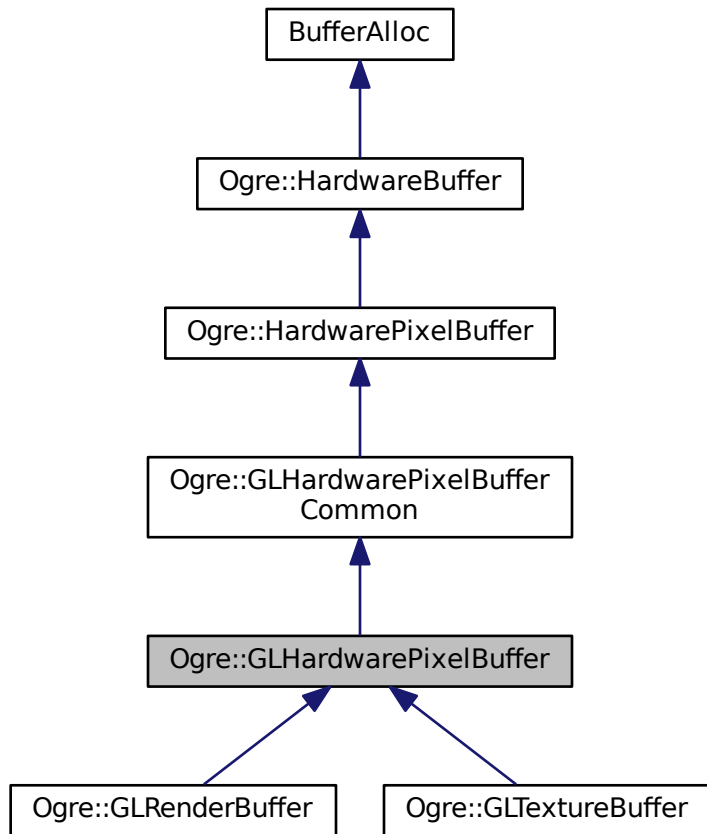 BufferAlloc
Ogre::HardwareBuffer
Ogre::HardwarePixelBuffer
Ogre::GLHardwarePixelBuffer
Common
Ogre::GLHardwarePixelBuffer
Ogre::GLRenderBuffer
Ogre::GLTextureBuffer